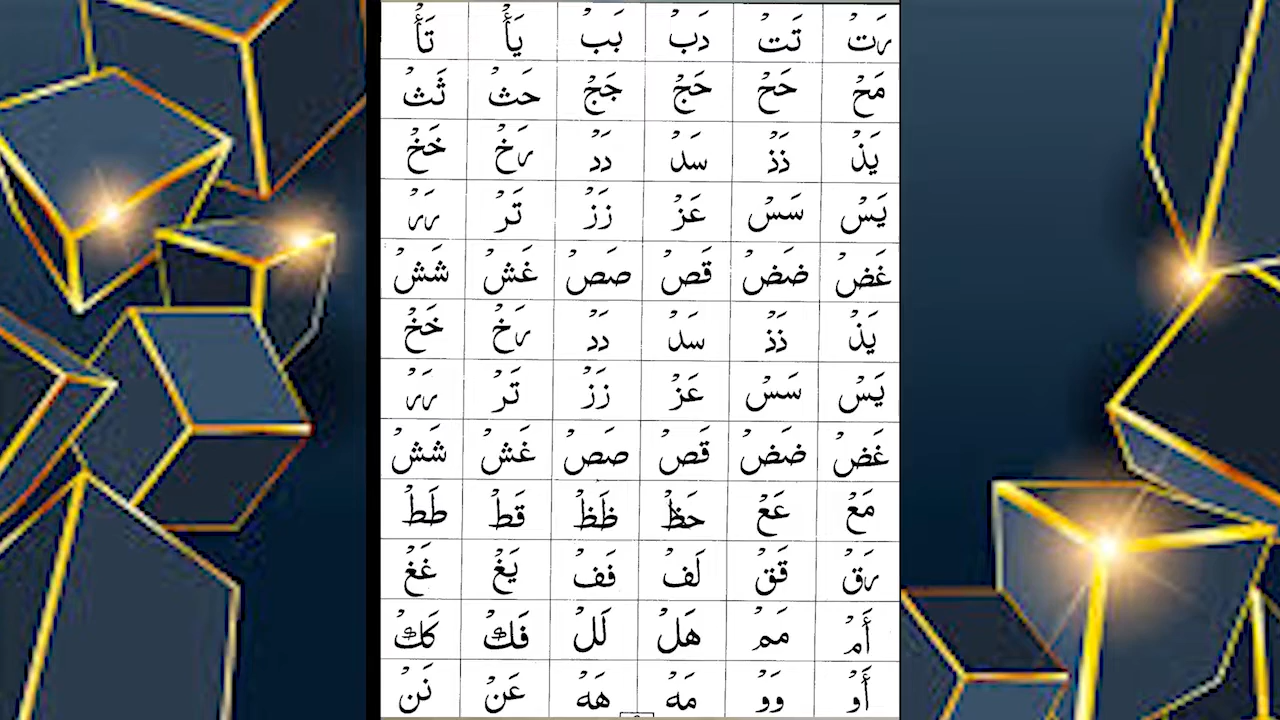 رَتْ تَتْ دَبْ بَبْ يَأْ تَأْ
مَحْ حَحْ حَجْ جَجْ حَثْ ثَثْ
يَذْ ذَذْ سَدْ دَدْ رَخْ خَخْ
يَسْ سَسْ عَزْ زَزْ تَرْ رَرْ
غَضْ ضَضْ قَصْ صَصْ غَشْ شَشْ
يَذْ ذَذْ سَدْ دَدْ رَخْ خَخْ
يَسْ سَسْ عَزْ زَزْ تَرْ رَرْ
غَضْ ضَضْ قَصْ صَصْ غَشْ شَشْ
مَعْ عَعْ حَظْ ظَظْ قَطْ طَطْ
رَقْ قَقْ لَفْ فَفْ يَغْ غَغْ
أَمْ مَمْ هَلْ لَلْ فَكْ كَكْ
أَوْ وَوْ مَهْ هَهْ عَنْ نَنْ